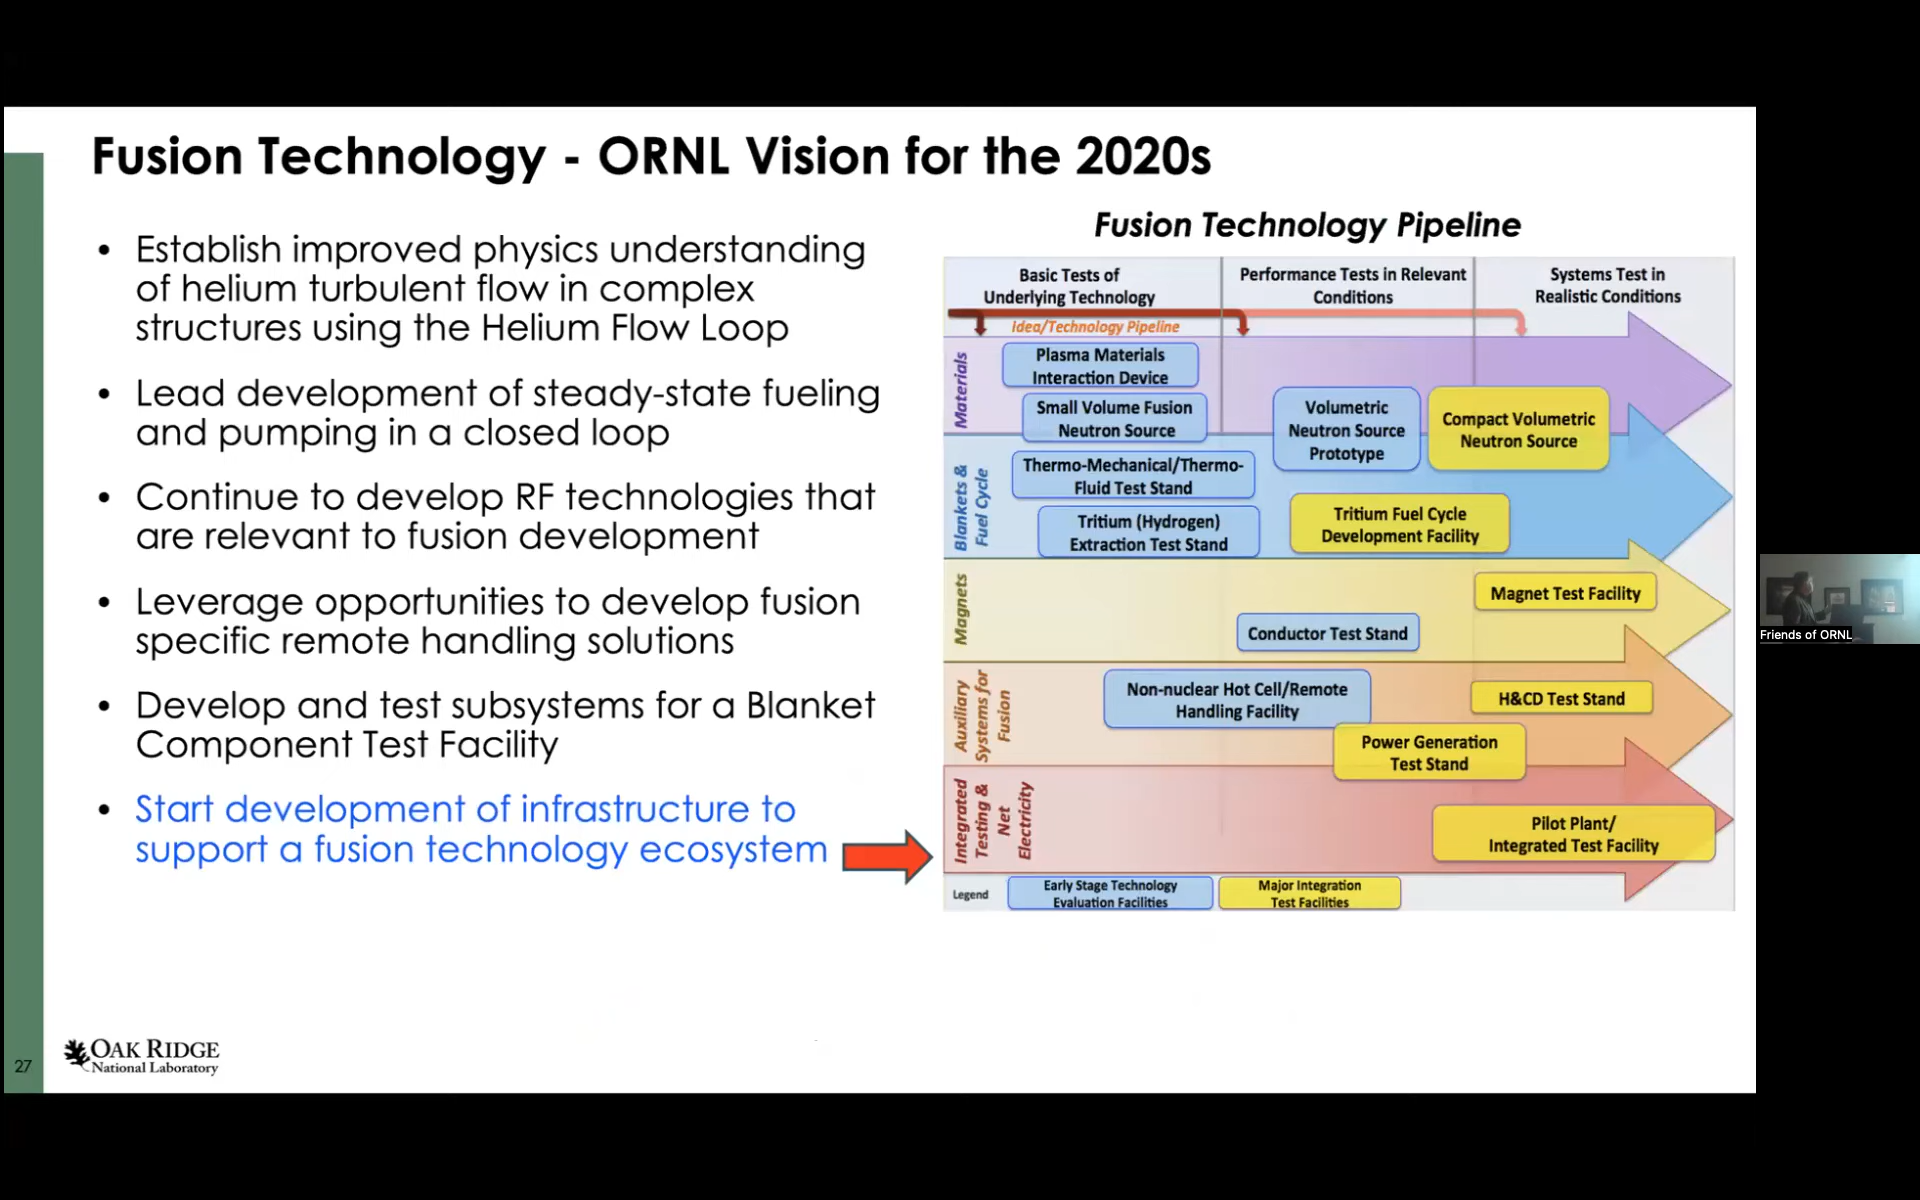 Fusion Technology - ORNL Vision for the 2020s
• Establish improved physics understanding
of helium turbulent flow in complex
structures using the Helium Flow Loop
• Lead development of steady-state fueling
and pumping in a closed loop
• Continue to develop RF technologies that
are relevant to fusion development
• Leverage opportunities to develop fusion
specific remote handling solutions
• Develop and test subsystems for a Blanket
Component Test Facility
• Start development of infrastructure to
support a fusion technology ecosystem
Fusion Technology Pipeline
Basic Tests of
Underlying Technology
Performance Tests in Relevant
Conditions
Systems Test in
Realistic Conditions
Idea/Technology Pipeline
Materials
Plasma Materials
Interaction Device
Small Volume Fusion
Neutron Source
Volumetric
Neutron Source
Prototype
Compact Volumetric
Neutron Source
Blankets &
Fuel Cycle
Thermo-Mechanical/Thermo-
Fluid Test Stand
Tritium (Hydrogen)
Extraction Test Stand
Tritium Fuel Cycle
Development Facility
Magnets
Magnet Test Facility
Conductor Test Stand
Auxiliary
Systems for
Fusion
Non-nuclear Hot Cell/Remote
Handling Facility
H&CD Test Stand
Power Generation
Test Stand
Integrated
Testing &
Net
Electricity
Pilot Plant/
Integrated Test Facility
Legend
Early Stage Technology
Evaluation Facilities
Major Integration
Test Facilities
Friends of ORNL
27
OAK RIDGE
National Laboratory